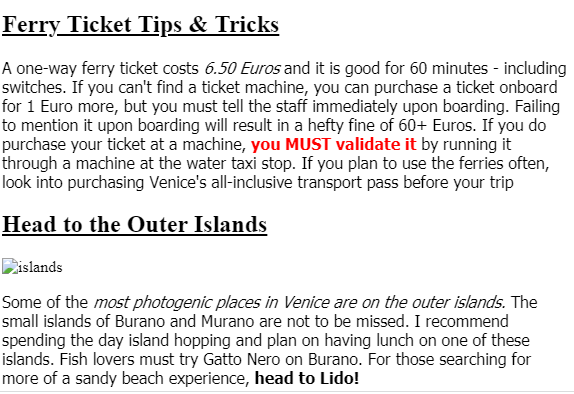 Ferry Ticket Tips & Tricks
A one-way ferry ticket costs 6.50 Euros and it is good for 60 minutes - including
switches. If you can't find a ticket machine, you can purchase a ticket onboard
for 1 Euro more, but you must tell the staff immediately upon boarding. Failing
to mention it upon boarding will result in a hefty fine of 60+ Euros. If you do
purchase your ticket at a machine, you MUST validate it by running it
through a machine at the water taxi stop. If you plan to use the ferries often,
look into purchasing Venice's all-inclusive transport pass before your trip
Head to the Outer Islands
islands
Some of the most photogenic places in Venice are on the outer islands. The
small islands of Burano and Murano are not to be missed. I recommend
spending the day island hopping and plan on having lunch on one of these
islands. Fish lovers must try Gatto Nero on Burano. For those searching for
more of a sandy beach experience, head to Lido!